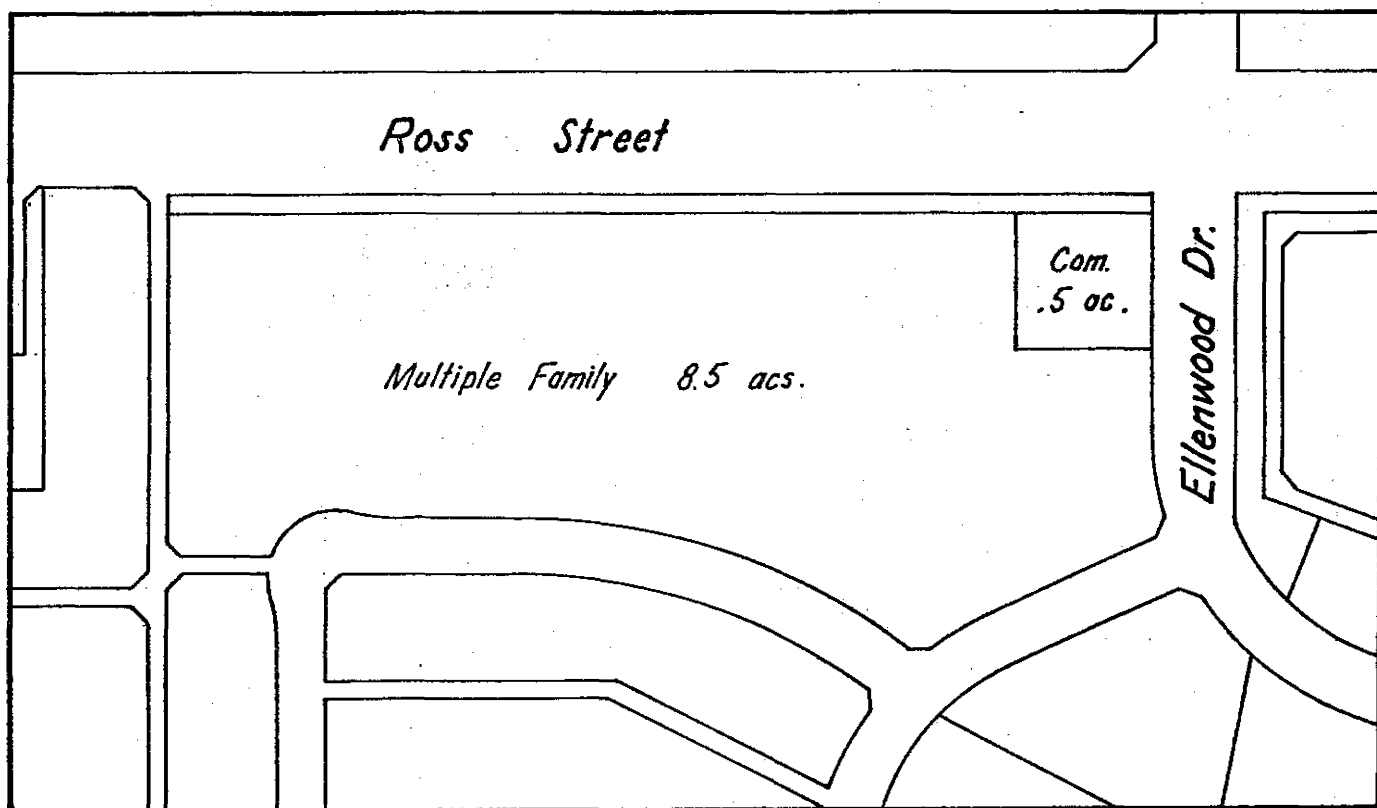 Ross Street
Com.
.5 ac.
Multiple Family 8.5 acs.
Ellenwood Dr.